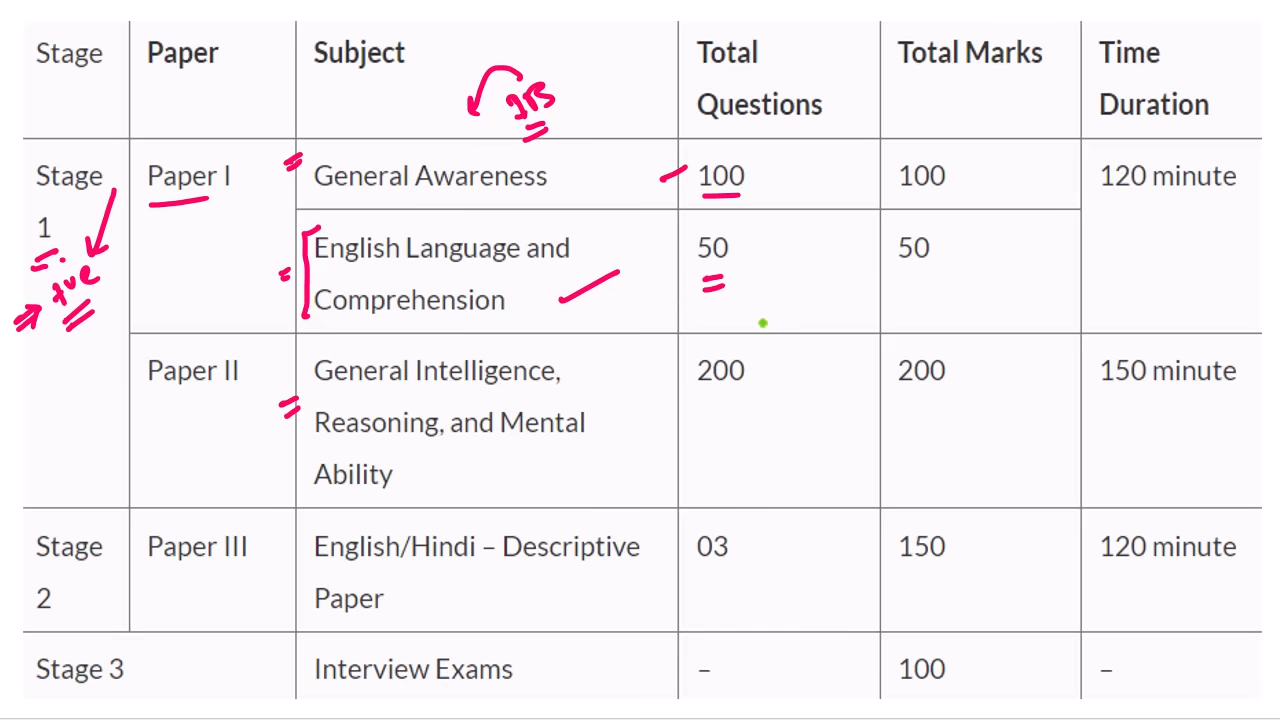 Stage Paper Subject Total Questions Total Marks Time Duration
Stage 1 Paper I General Awareness 100 100 120 minute
English Language and Comprehension 50 50
Paper II General Intelligence, Reasoning, and Mental Ability 200 200 150 minute
Stage 2 Paper III English/Hindi – Descriptive Paper 03 150 120 minute
Stage 3 Interview Exams – 100 –